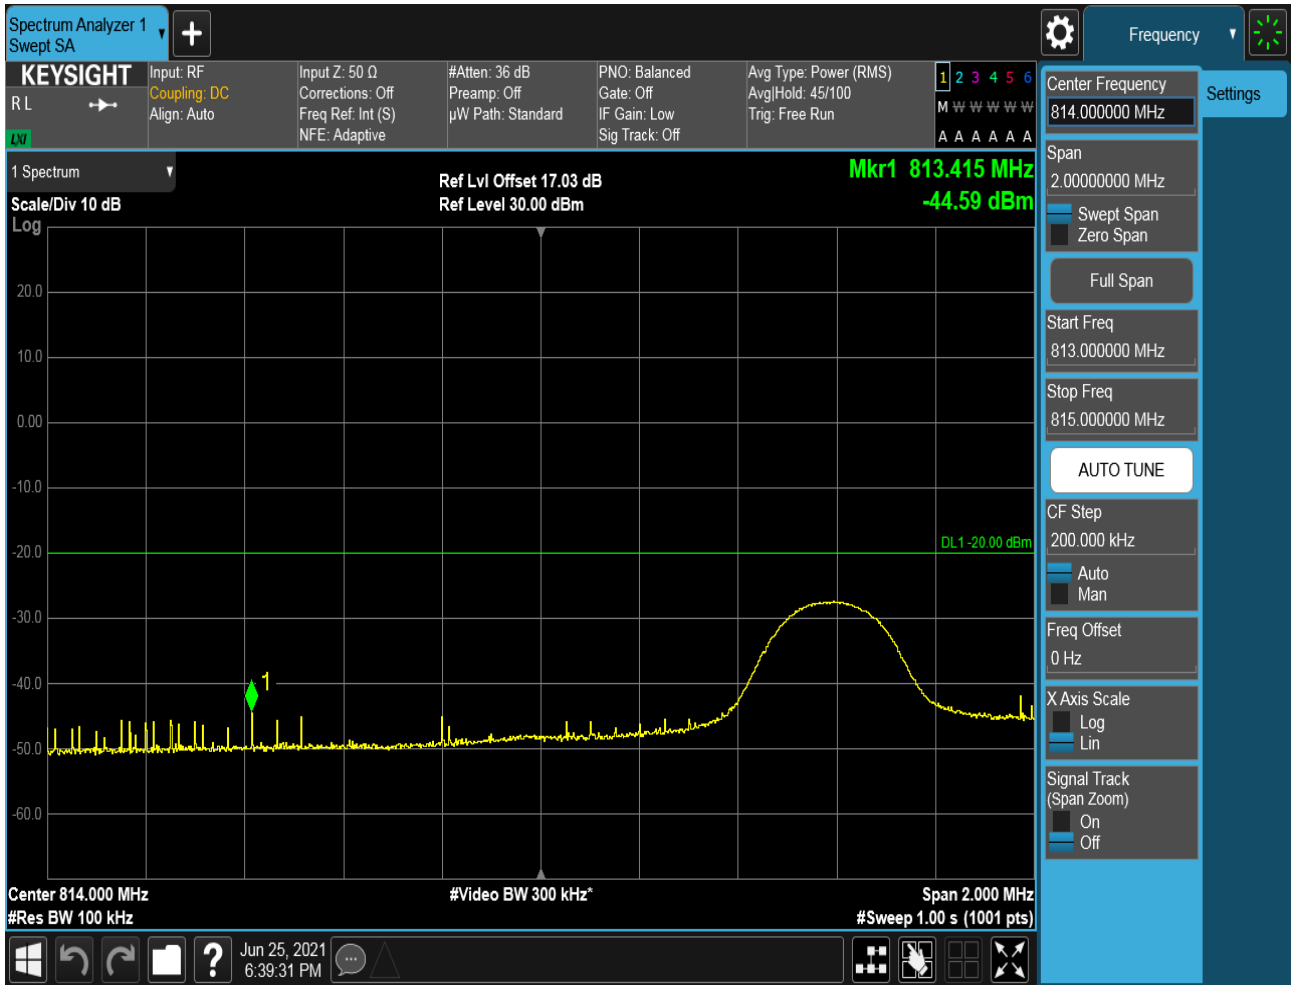 Spectrum Analyzer 1
Swept SA
Frequency
KEYSIGHT
R L
LXI
Input: RF
Coupling: DC
Align: Auto
Input Z: 50 Ω
Corrections: Off
Freq Ref: Int (S)
NFE: Adaptive
#Atten: 36 dB
Preamp: Off
µW Path: Standard
PNO: Balanced
Gate: Off
IF Gain: Low
Sig Track: Off
Avg Type: Power (RMS)
Avg|Hold: 45/100
Trig: Free Run
1 2 3 4 5 6
M W W W W W
A A A A A A
1 Spectrum
Scale/Div 10 dB
Log
Ref Lvl Offset 17.03 dB
Ref Level 30.00 dBm
Mkr1 813.415 MHz
-44.59 dBm
20.0
10.0
0.00
-10.0
-20.0
-30.0
-40.0
-50.0
-60.0
DL1 -20.00 dBm
1
Center 814.000 MHz
#Res BW 100 kHz
#Video BW 300 kHz*
Span 2.000 MHz
#Sweep 1.00 s (1001 pts)
Jun 25, 2021
6:39:31 PM
Center Frequency
814.000000 MHz
Settings
Span
2.00000000 MHz
Swept Span
Zero Span
Full Span
Start Freq
813.000000 MHz
Stop Freq
815.000000 MHz
AUTO TUNE
CF Step
200.000 kHz
Auto
Man
Freq Offset
0 Hz
X Axis Scale
Log
Lin
Signal Track
(Span Zoom)
On
Off